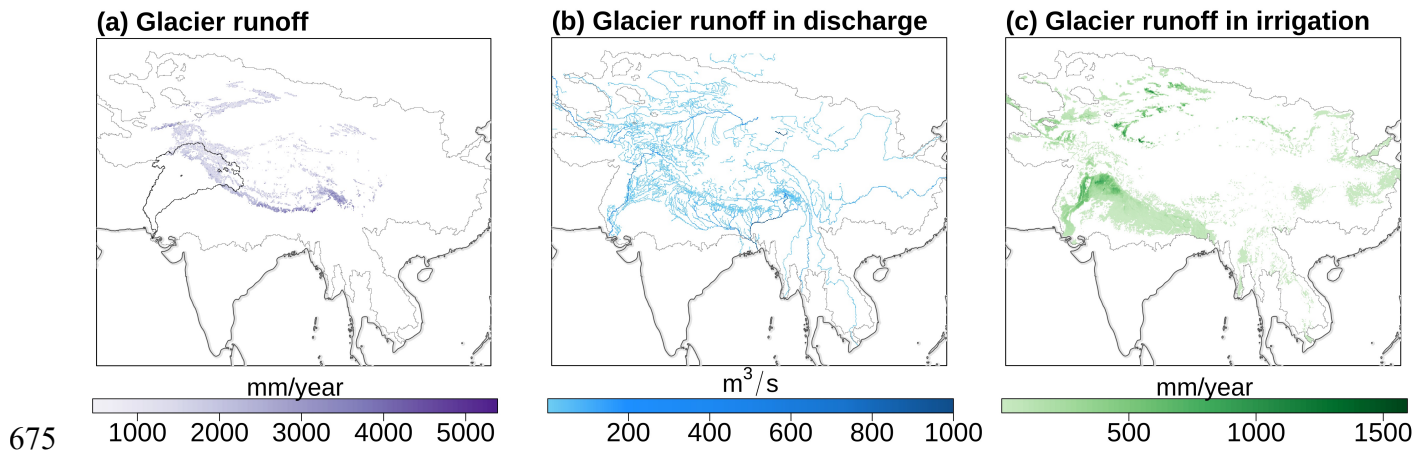 (a) Glacier runoff
(b) Glacier runoff in discharge
(c) Glacier runoff in irrigation
mm/year
m³/s
mm/year
1000 2000 3000 4000 5000
200 400 600 800 1000
500 1000 1500
675